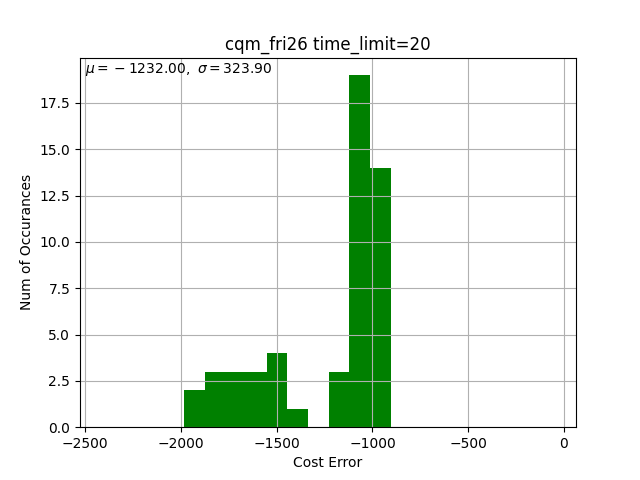 cqm_fri26 time_limit=20
μ = −1232.00, σ = 323.90
17.5
15.0
12.5
10.0
7.5
5.0
2.5
0.0
Num of Occurances
−2500 −2000 −1500 −1000 −500 0
Cost Error